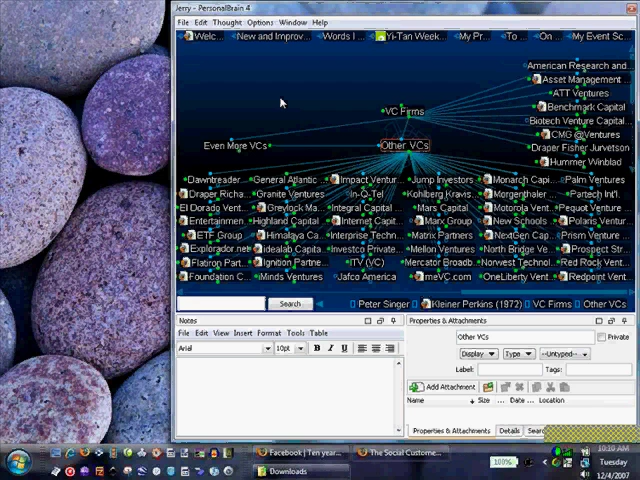 Jerry - PersonalBrain 4
File Edit Thought Options Window Help
Welc... New and Improv... Words I ... Yi-Tan Week... My Pr... To ... On ... My Event Sc...
American Research and...
Asset Management ...
ATT Ventures
VC Firms
Benchmark Capital
Biotech Venture Capital...
CMG @Ventures
Even More VCs
Other VCs
Draper Fisher Jurvetson
Hummer Winblad
Dawntreader General Atlantic Impact Ventur... Jump Investors Monarch Capi... Palm Ventures
Draper Richa... Granite Ventures In-Q-Tel Kohlberg Kravis... Morgenthaler Partech Int'l
El Dorado Vent... Greylock Ma... Integral Capital Mars Capital Motorola Vent... Pequot Ventures
Entertainmen... Highland Capital Internet Capit... Marx Group New Schools Polaris Ventur...
ETF Group Himalaya Ca... Interprise Techn... Matrix Partners NextGen Cap... Prism Venture ...
Explorador.net idealab Capita... Investco Private... Mellon Ventures North Bridge Ve... Prospect Str...
Flatiron Part... Ignition Partne... ITV (VC) Mercator Broad... Norwest Technol... Red Rock Vent...
Foundation C... iMinds Ventures Jafco America meVC.com OneLiberty Vent... Redpoint Vent...
Search
Peter Singer Kleiner Perkins (1972) VC Firms Other VCs
Notes
File Edit View Insert Format Tools Table
Arial 10pt B I U
Properties & Attachments
Other VCs Private
Display Type --Untyped--
Label: Tags:
Add Attachment
Name Size ... Date ... Location
Properties & Attachments Details Searc
Facebook | Ten year... The Social Custome...
Downloads
100%
10:10 AM
Tuesday
12/4/2007